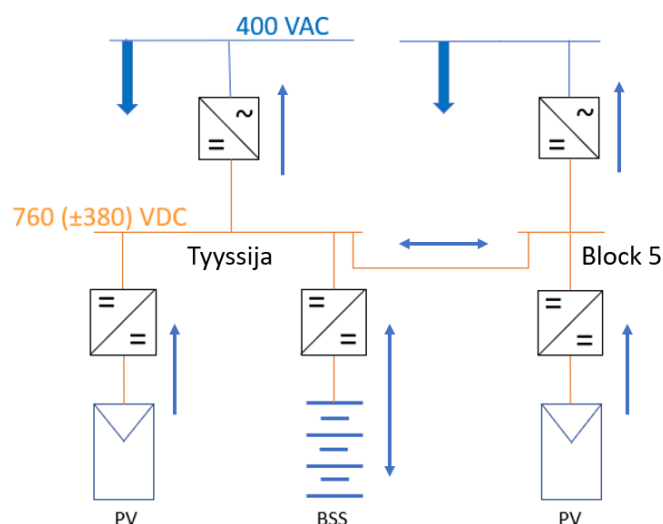 400 VAC
~
=
~
=
760 (±380) VDC
Tyyssija
Block 5
=
=
=
=
=
=
PV
BSS
PV